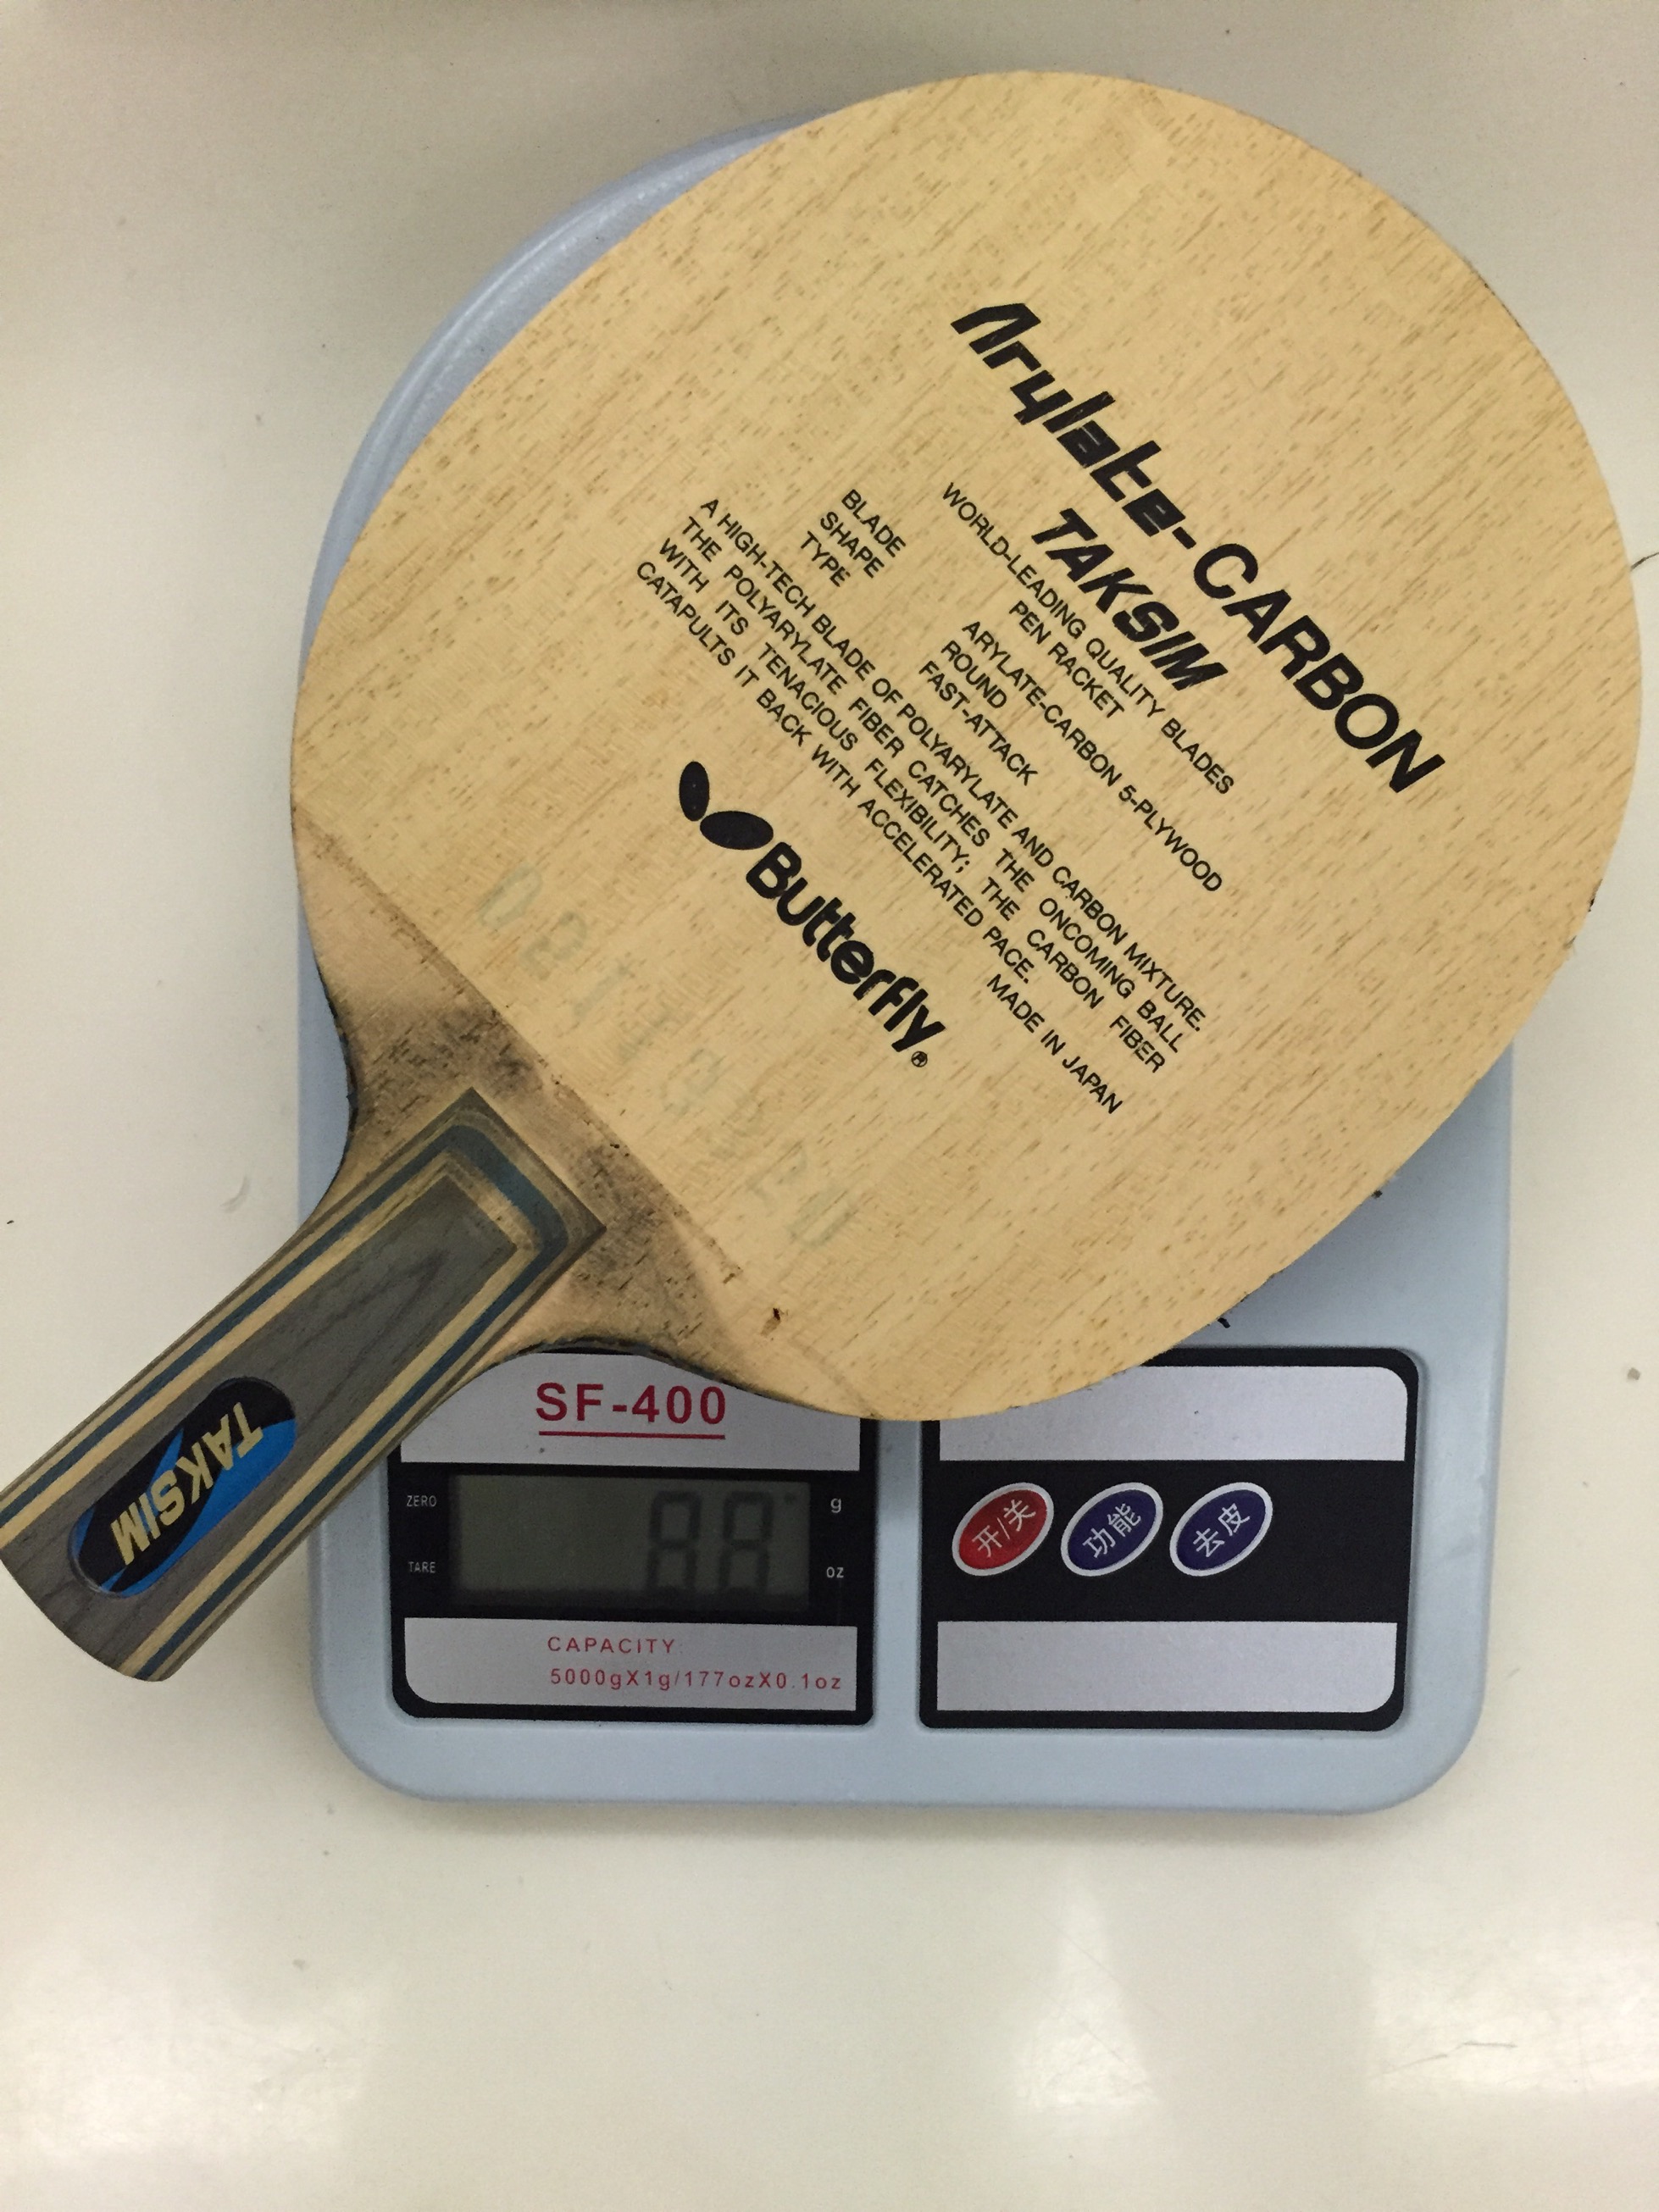 Arylate-CARBON
TAKSIM
WORLD-LEADING QUALITY BLADES
PEN RACKET
BLADE ARYLATE-CARBON 5-PLYWOOD
SHAPE ROUND
TYPE FAST-ATTACK
A HIGH-TECH BLADE OF POLYARYLATE AND CARBON MIXTURE.
THE POLYARYLATE FIBER CATCHES THE ONCOMING BALL
WITH ITS TENACIOUS FLEXIBILITY; THE CARBON FIBER
CATAPULTS IT BACK WITH ACCELERATED PACE.
MADE IN JAPAN
Butterfly®
TAKSIM
SF-400
ZERO
88
g
TARE
oz
CAPACITY
5000gX1g/177ozX0.1oz
开/关
功能
去皮